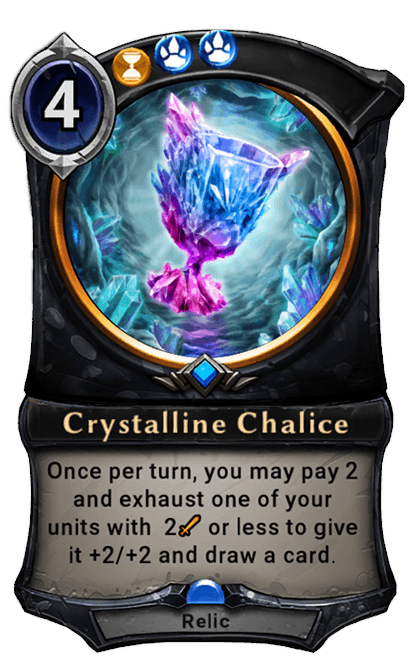 4
Crystalline Chalice
Once per turn, you may pay 2
and exhaust one of your
units with 2 or less to give
it +2/+2 and draw a card.
Relic